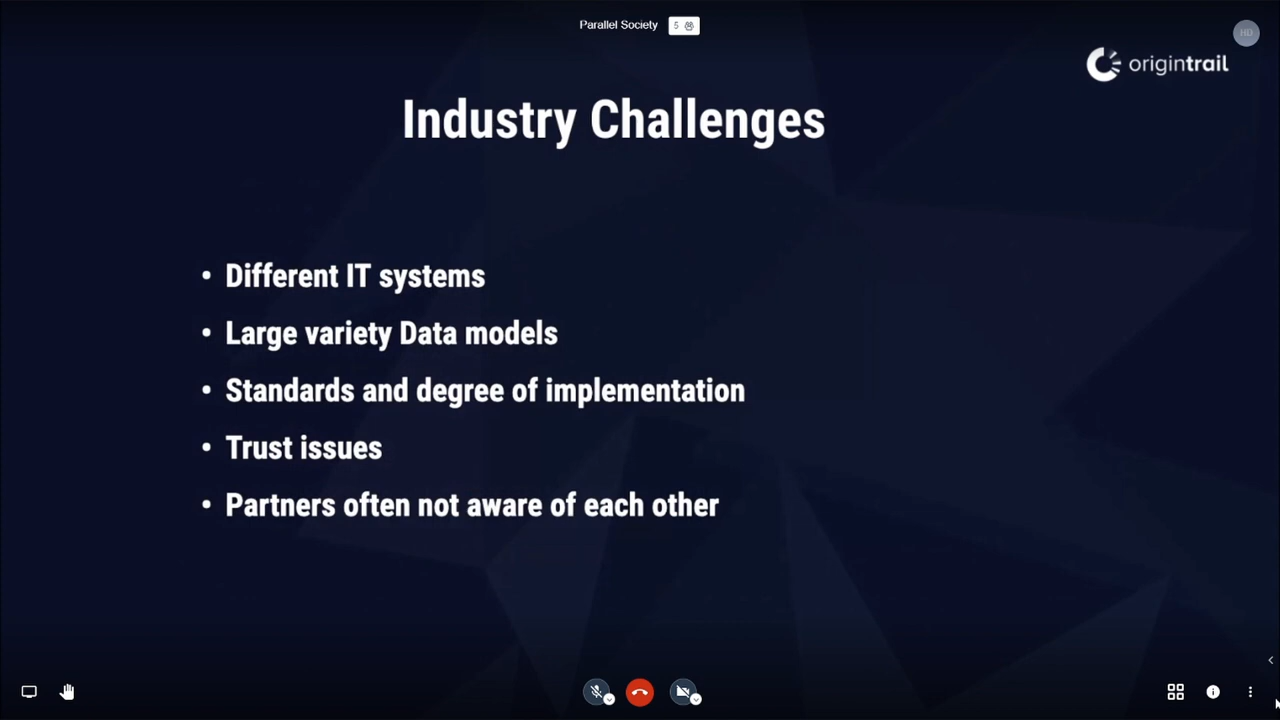 Parallel Society 5
HD
origintrail
Industry Challenges
• Different IT systems
• Large variety Data models
• Standards and degree of implementation
• Trust issues
• Partners often not aware of each other